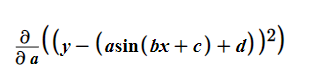 ∂/∂a ((y − (asin(bx + c) + d))²)